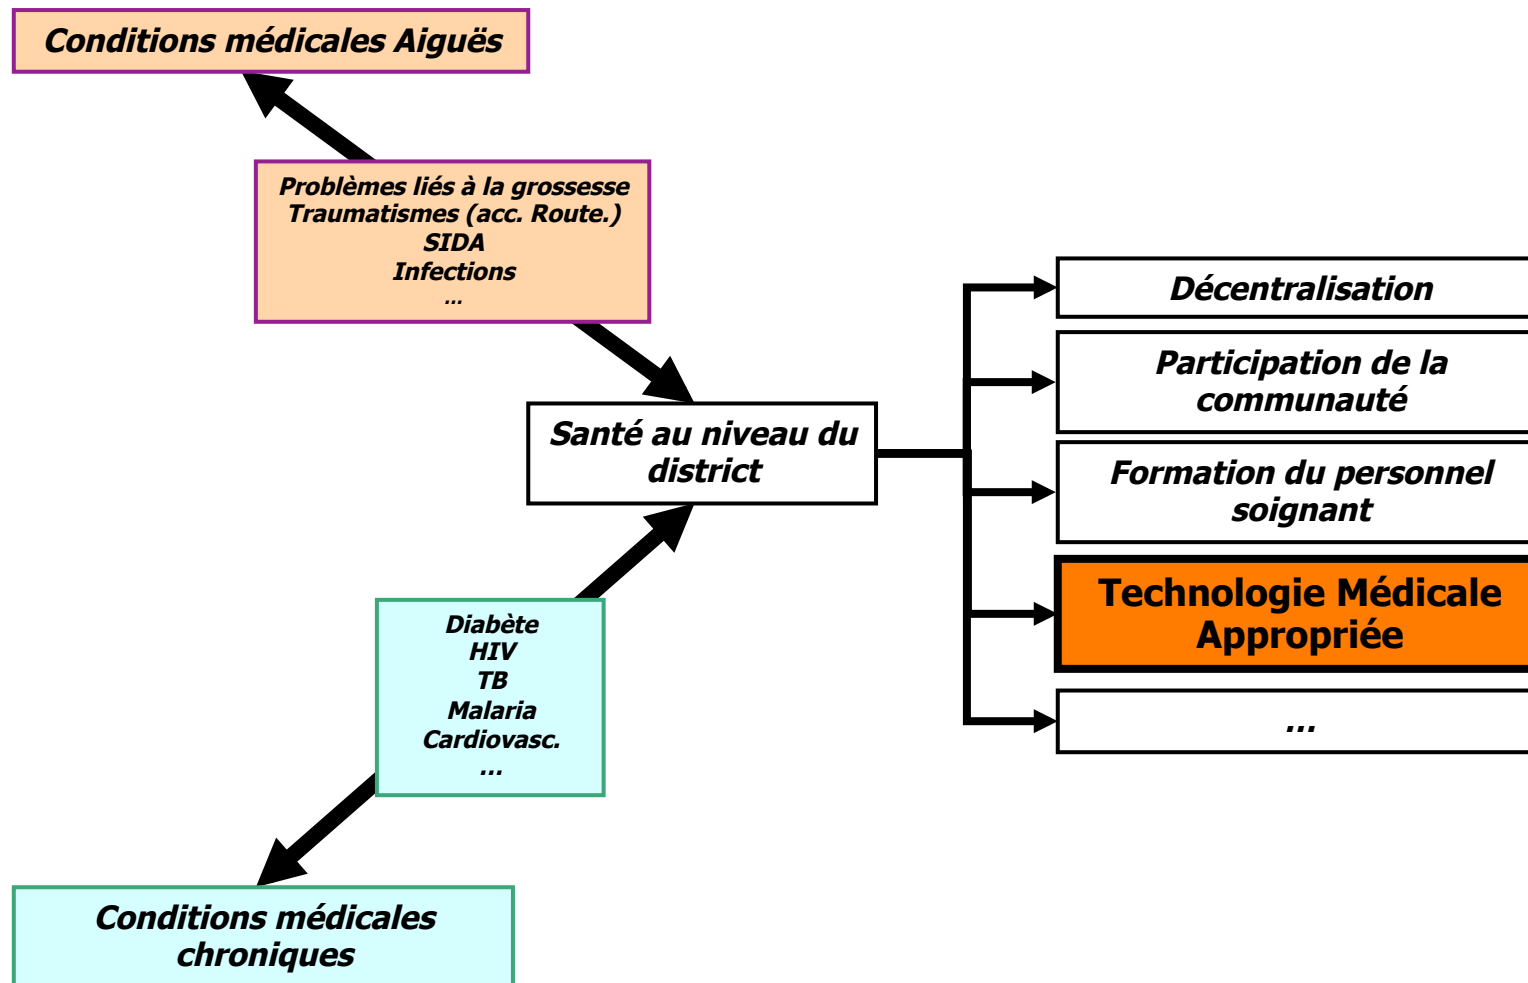 Conditions médicales Aiguës
Problèmes liés à la grossesse
Traumatismes (acc. Route.)
SIDA
Infections
...
Santé au niveau du
district
Décentralisation
Participation de la
communauté
Formation du personnel
soignant
Technologie Médicale
Appropriée
...
Diabète
HIV
TB
Malaria
Cardiovasc.
...
Conditions médicales
chroniques